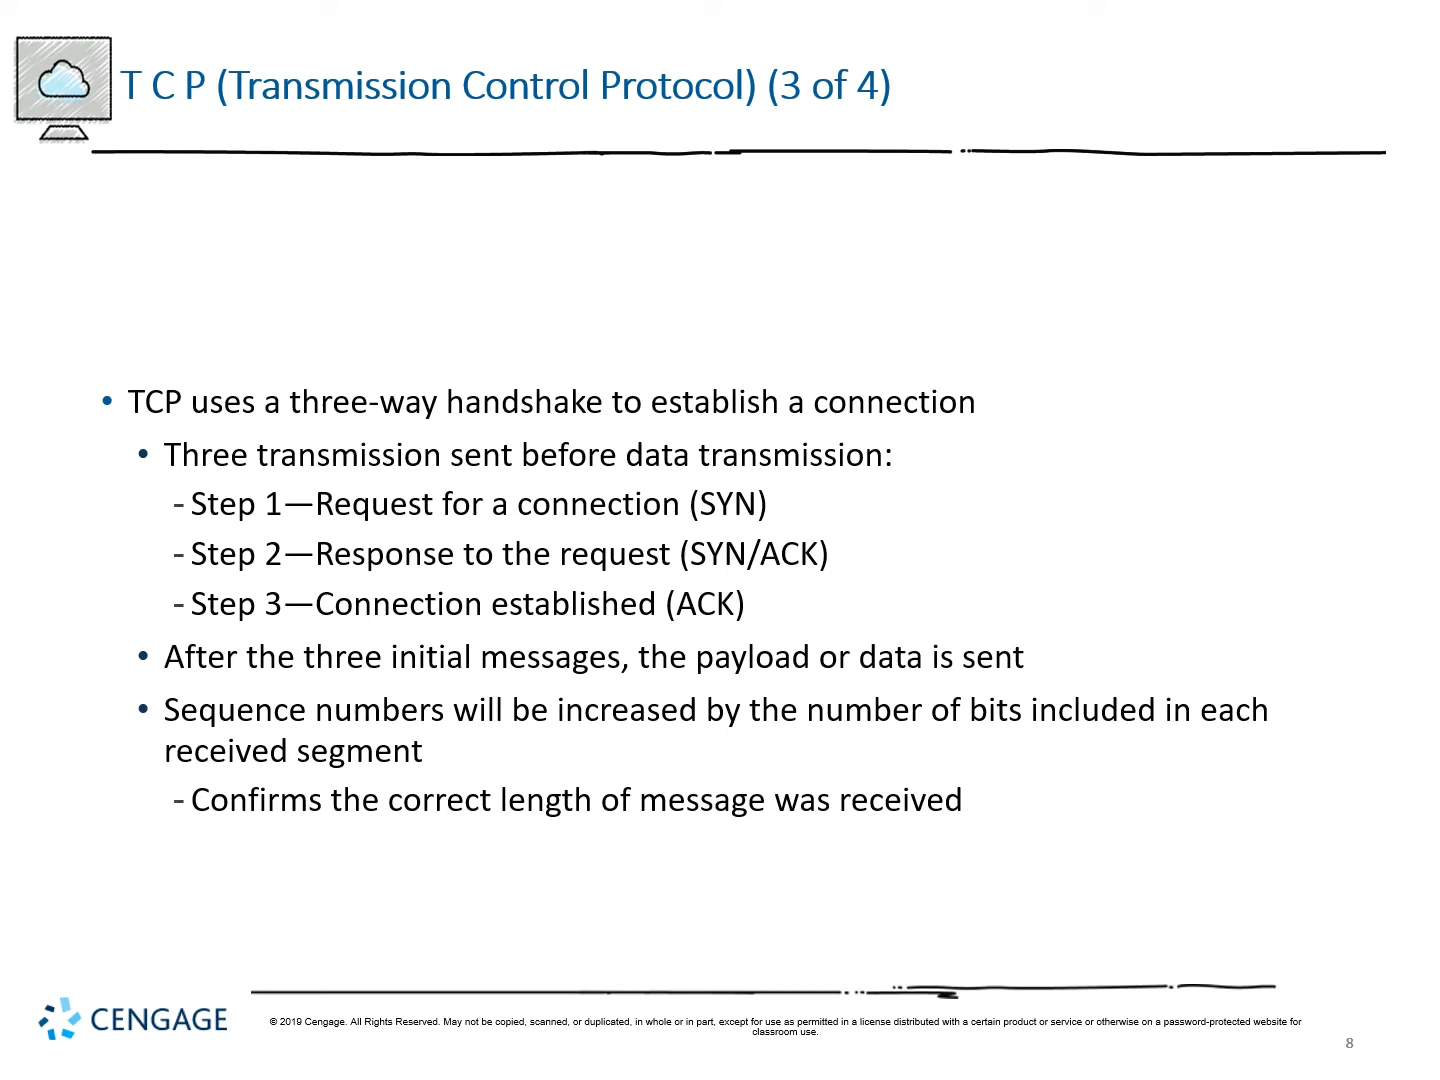 T C P (Transmission Control Protocol) (3 of 4)
• TCP uses a three-way handshake to establish a connection
• Three transmission sent before data transmission:
- Step 1—Request for a connection (SYN)
- Step 2—Response to the request (SYN/ACK)
- Step 3—Connection established (ACK)
• After the three initial messages, the payload or data is sent
• Sequence numbers will be increased by the number of bits included in each
received segment
- Confirms the correct length of message was received
CENGAGE
© 2019 Cengage. All Rights Reserved. May not be copied, scanned, or duplicated, in whole or in part, except for use as permitted in a license distributed with a certain product or service or otherwise on a password-protected website for
classroom use.
8